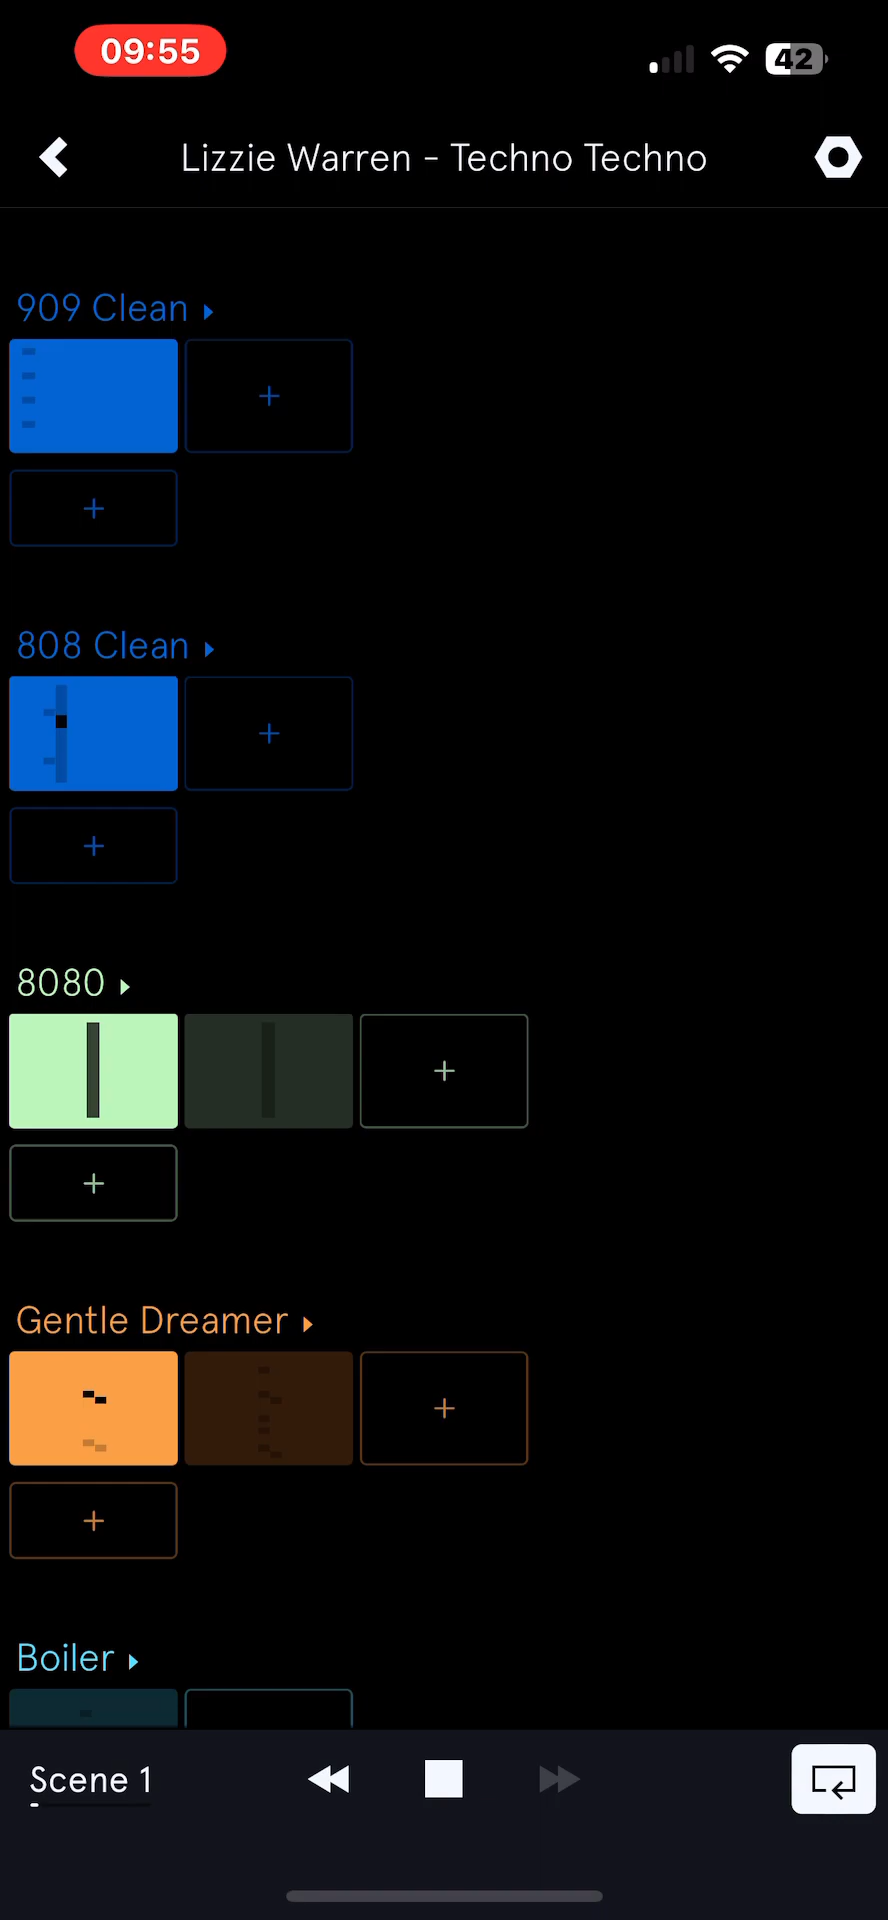 09:55
42
Lizzie Warren - Techno Techno
909 Clean
+
+
808 Clean
+
+
8080
+
+
Gentle Dreamer
+
+
Boiler
Scene 1